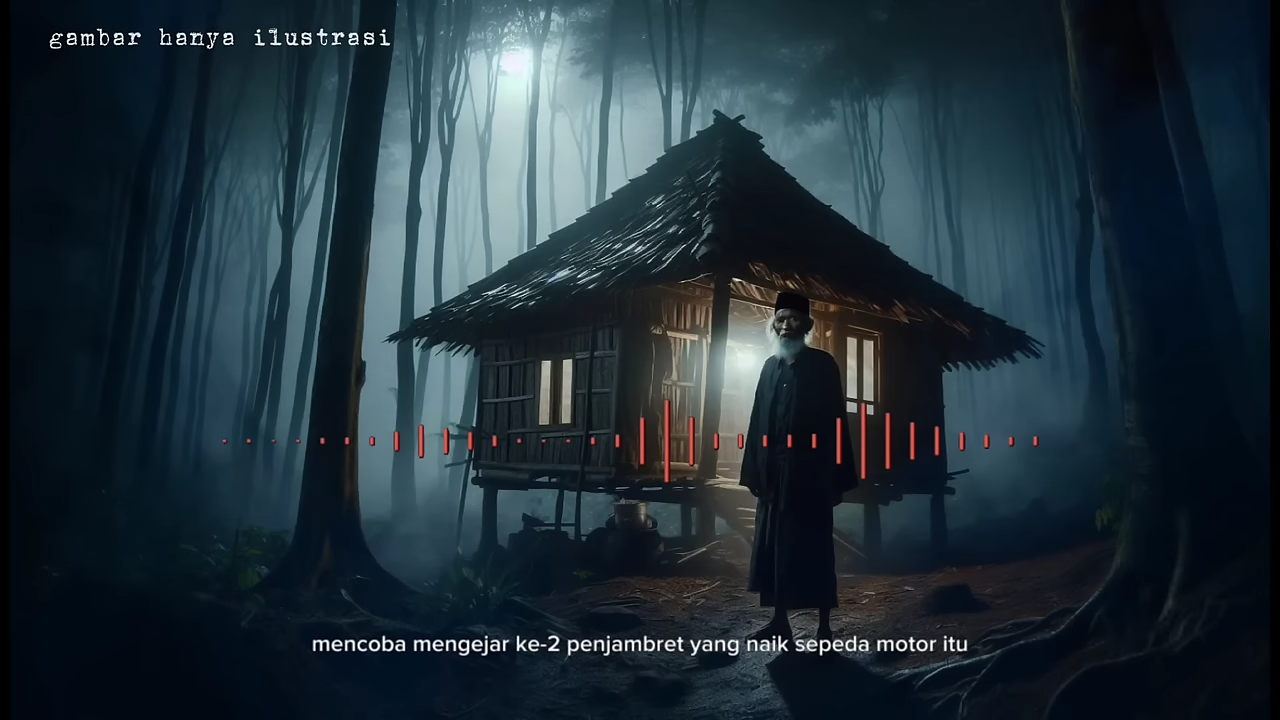 gambar hanya ilustrasi
mencoba mengejar ke-2 penjambret yang naik sepeda motor itu